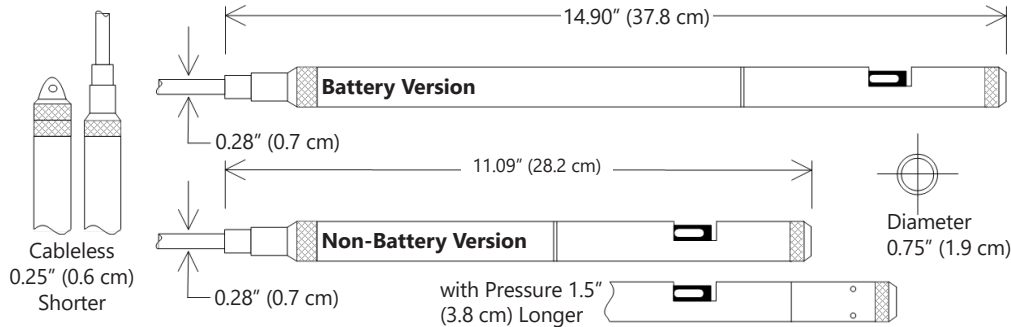 14.90” (37.8 cm)
Battery Version
0.28” (0.7 cm)
11.09” (28.2 cm)
Non-Battery Version
0.28” (0.7 cm)
Cableless
0.25” (0.6 cm)
Shorter
Diameter
0.75” (1.9 cm)
with Pressure 1.5”
(3.8 cm) Longer